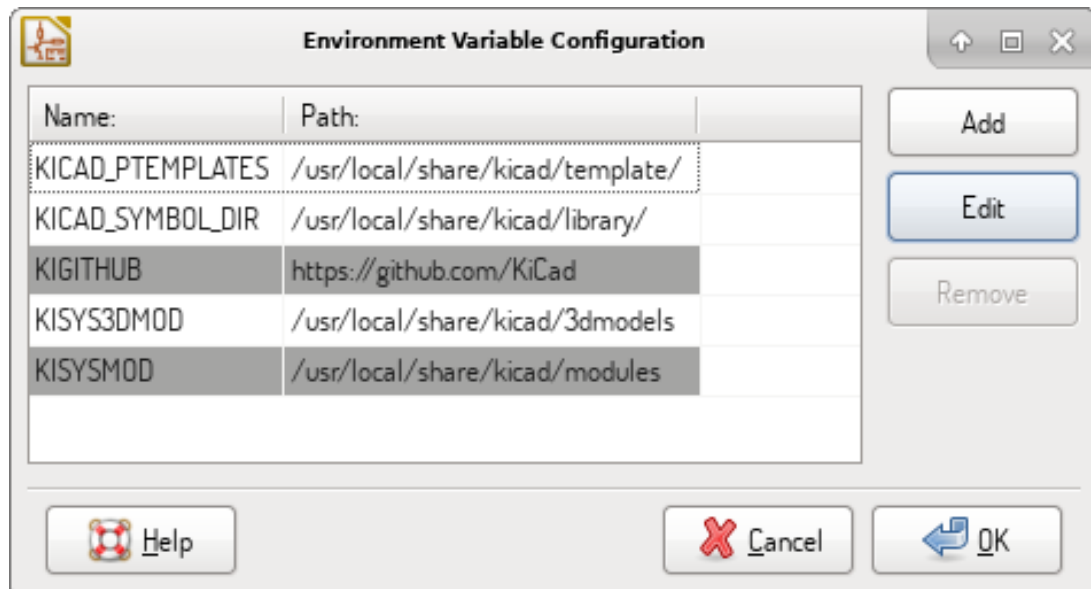 Environment Variable Configuration
Name: Path:
KICAD_PTEMPLATES /usr/local/share/kicad/template/
KICAD_SYMBOL_DIR /usr/local/share/kicad/library/
KIGITHUB https://github.com/KiCad
KISYS3DMOD /usr/local/share/kicad/3dmodels
KISYSMOD /usr/local/share/kicad/modules
Add
Edit
Remove
Help Cancel OK